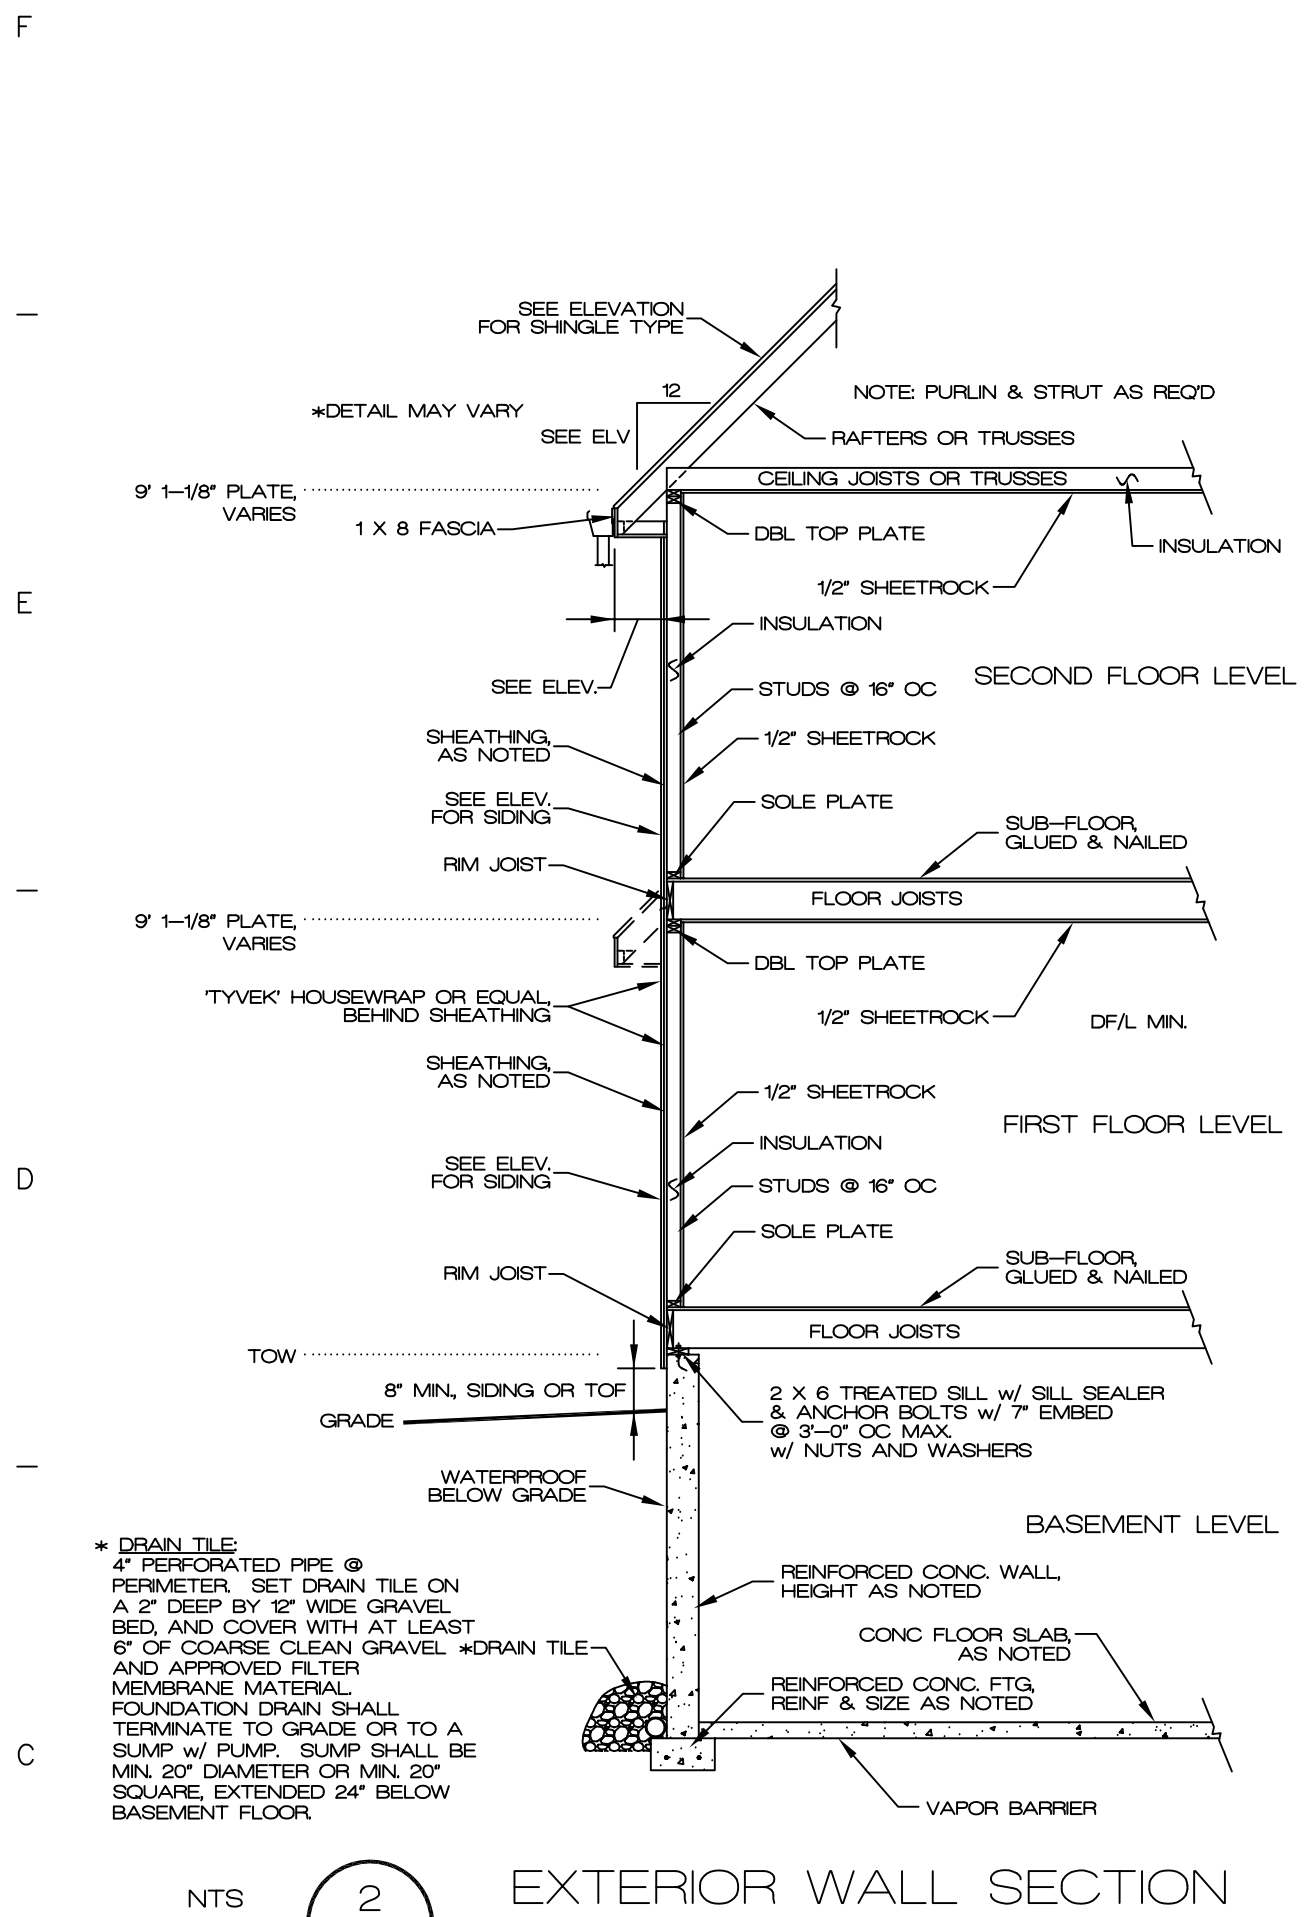 F
SEE ELEVATION
FOR SHINGLE TYPE
12
NOTE: PURLIN & STRUT AS REQ'D
*DETAIL MAY VARY
SEE ELV
RAFTERS OR TRUSSES
CEILING JOISTS OR TRUSSES
9' 1-1/8" PLATE,
VARIES
1 X 8 FASCIA
DBL TOP PLATE
INSULATION
1/2" SHEETROCK
E
INSULATION
SECOND FLOOR LEVEL
SEE ELEV.
STUDS @ 16" OC
SHEATHING,
AS NOTED
1/2" SHEETROCK
SEE ELEV.
FOR SIDING
SOLE PLATE
SUB-FLOOR,
GLUED & NAILED
RIM JOIST
FLOOR JOISTS
9' 1-1/8" PLATE,
VARIES
DBL TOP PLATE
'TYVEK' HOUSEWRAP OR EQUAL,
BEHIND SHEATHING
1/2" SHEETROCK
DF/L MIN.
SHEATHING,
AS NOTED
1/2" SHEETROCK
FIRST FLOOR LEVEL
INSULATION
SEE ELEV.
FOR SIDING
D
STUDS @ 16" OC
SOLE PLATE
SUB-FLOOR,
GLUED & NAILED
RIM JOIST
FLOOR JOISTS
TOW
8" MIN., SIDING OR TOF
GRADE
2 X 6 TREATED SILL w/ SILL SEALER
& ANCHOR BOLTS w/ 7" EMBED
@ 3'-0" OC MAX.
w/ NUTS AND WASHERS
WATERPROOF
BELOW GRADE
BASEMENT LEVEL
* DRAIN TILE:
4" PERFORATED PIPE @
PERIMETER. SET DRAIN TILE ON
A 2" DEEP BY 12" WIDE GRAVEL
BED, AND COVER WITH AT LEAST
6" OF COARSE CLEAN GRAVEL
AND APPROVED FILTER
MEMBRANE MATERIAL.
FOUNDATION DRAIN SHALL
TERMINATE TO GRADE OR TO A
SUMP w/ PUMP. SUMP SHALL BE
MIN. 20" DIAMETER OR MIN. 20"
SQUARE, EXTENDED 24" BELOW
BASEMENT FLOOR.
*DRAIN TILE
REINFORCED CONC. WALL,
HEIGHT AS NOTED
CONC FLOOR SLAB,
AS NOTED
REINFORCED CONC. FTG,
REINF & SIZE AS NOTED
C
VAPOR BARRIER
NTS
2
EXTERIOR WALL SECTION